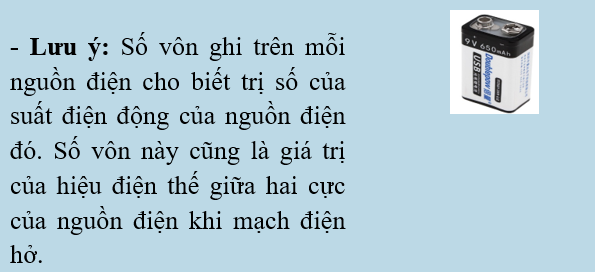 - Lưu ý: Số vôn ghi trên mỗi
nguồn điện cho biết trị số của
suất điện động của nguồn điện
đó. Số vôn này cũng là giá trị
của hiệu điện thế giữa hai cực
của nguồn điện khi mạch điện
hở.
9V 650mAh
Doublepow
USB